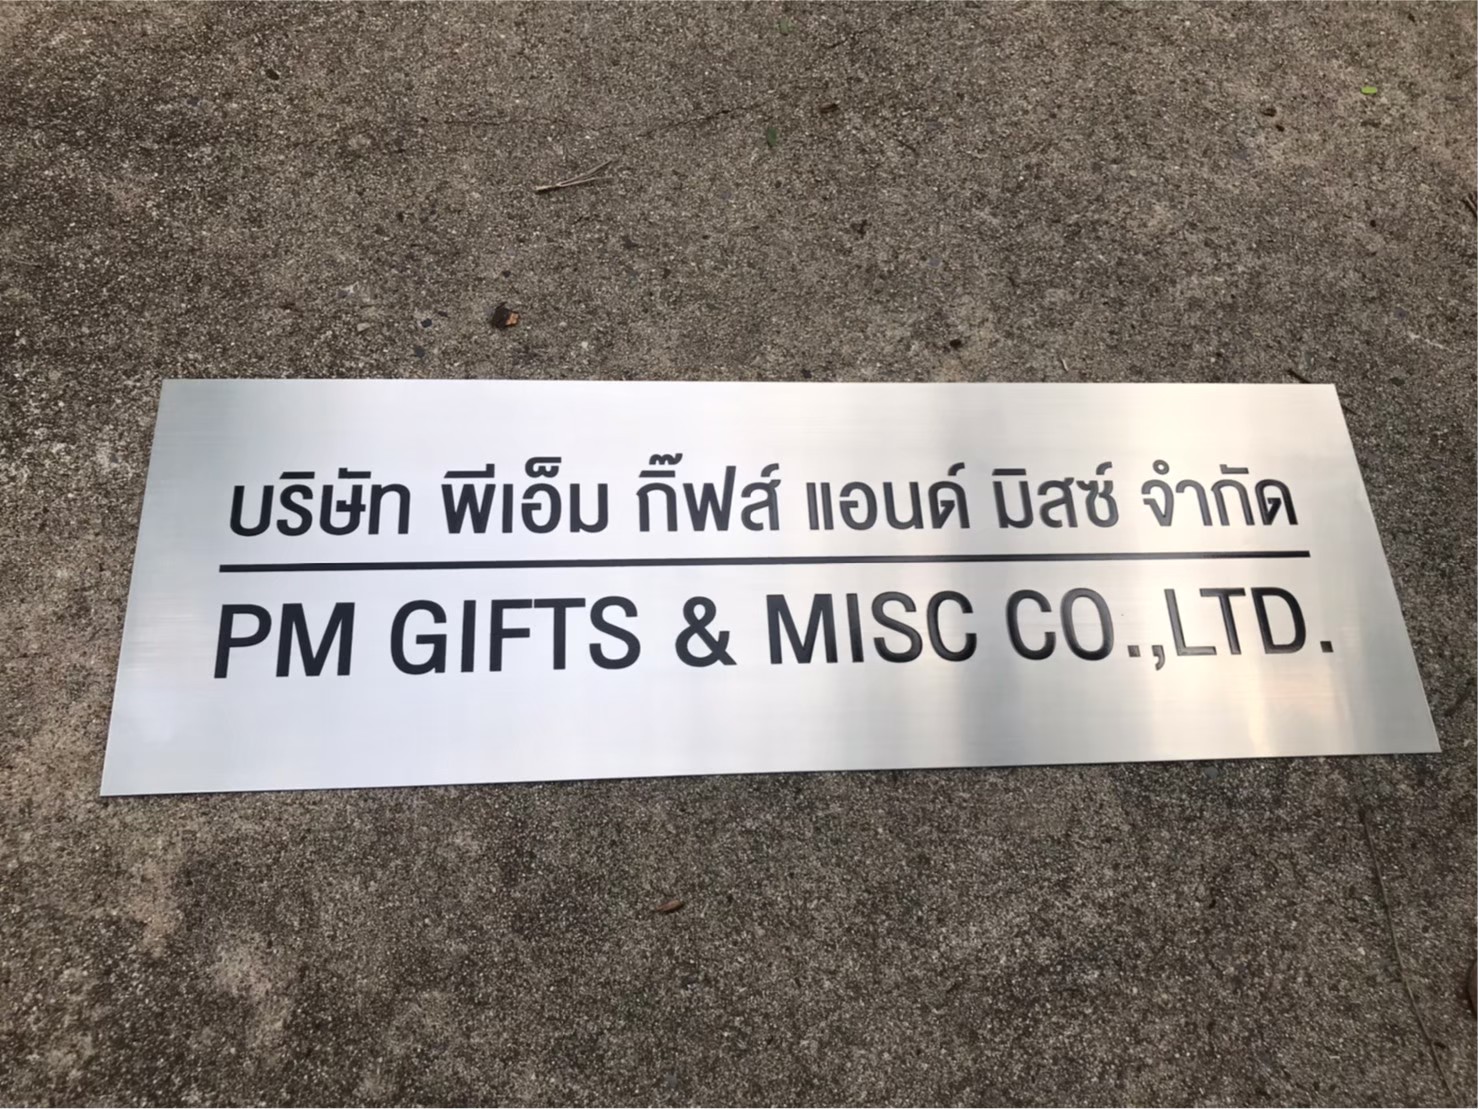 บริษัท พีเอ็ม กิ๊ฟส์ แอนด์ มิสซ์ จำกัด
PM GIFTS & MISC CO.,LTD.